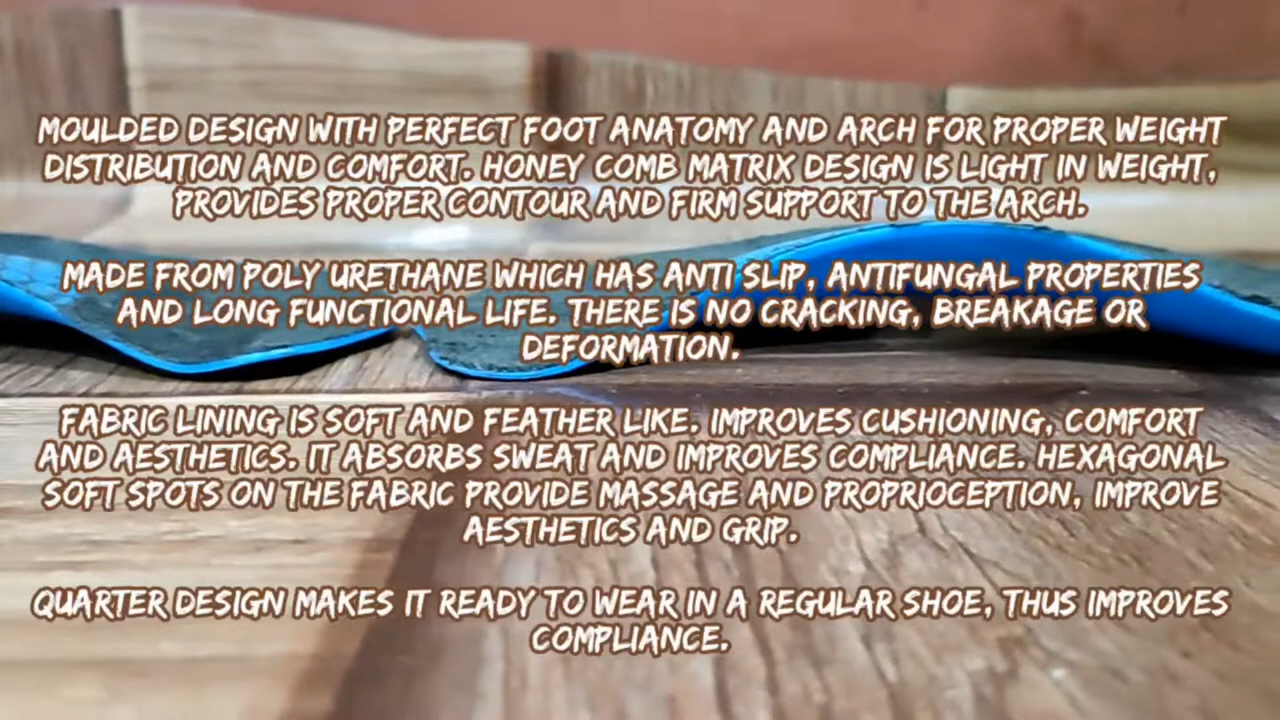 MOULDED DESIGN WITH PERFECT FOOT ANATOMY AND ARCH FOR PROPER WEIGHT
DISTRIBUTION AND COMFORT. HONEY COMB MATRIX DESIGN IS LIGHT IN WEIGHT,
PROVIDES PROPER CONTOUR AND FIRM SUPPORT TO THE ARCH.
MADE FROM POLY URETHANE WHICH HAS ANTI SLIP, ANTIFUNGAL PROPERTIES
AND LONG FUNCTIONAL LIFE. THERE IS NO CRACKING, BREAKAGE OR
DEFORMATION.
FABRIC LINING IS SOFT AND FEATHER LIKE. IMPROVES CUSHIONING, COMFORT
AND AESTHETICS. IT ABSORBS SWEAT AND IMPROVES COMPLIANCE. HEXAGONAL
SOFT SPOTS ON THE FABRIC PROVIDE MASSAGE AND PROPRIOCEPTION, IMPROVE
AESTHETICS AND GRIP.
QUARTER DESIGN MAKES IT READY TO WEAR IN A REGULAR SHOE, THUS IMPROVES
COMPLIANCE.